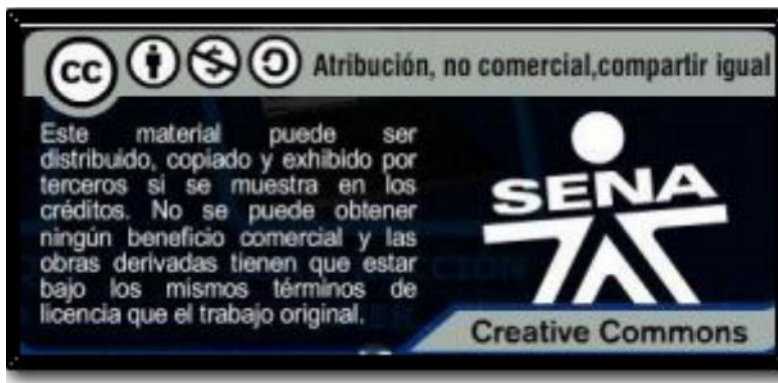 cc Atribución, no comercial,compartir igual
Este material puede ser
distribuido, copiado y exhibido por
terceros si se muestra en los
créditos. No se puede obtener
ningún beneficio comercial y las
obras derivadas tienen que estar
bajo los mismos términos de
licencia que el trabajo original.
SENA
Creative Commons